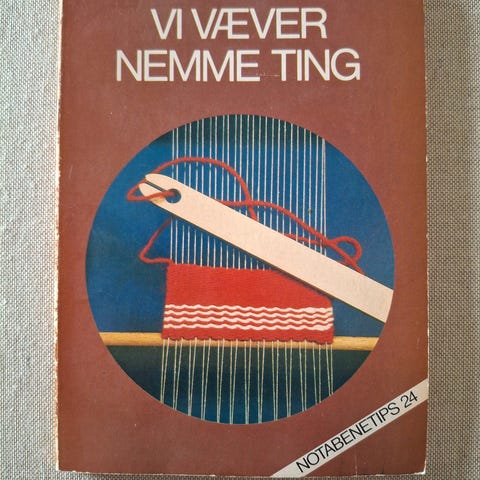 VI VÆVER
NEMME TING
NOTABENETIPS 24